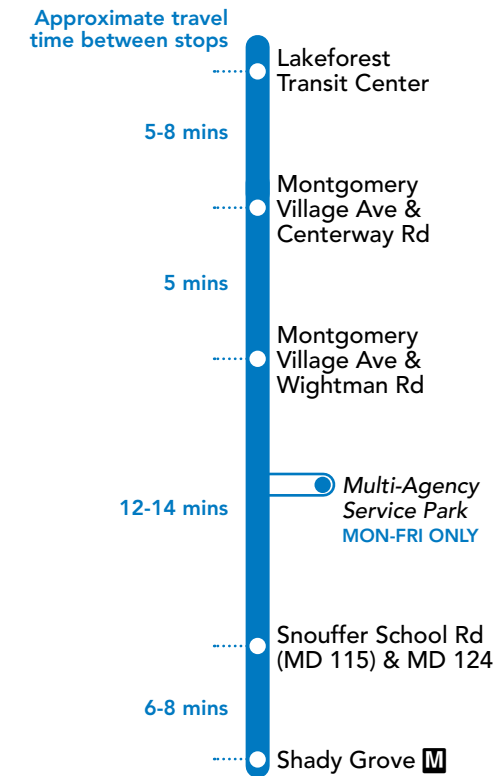 Approximate travel
time between stops
Lakeforest
Transit Center
5-8 mins
Montgomery
Village Ave &
Centerway Rd
5 mins
Montgomery
Village Ave &
Wightman Rd
Multi-Agency
Service Park
MON-FRI ONLY
12-14 mins
Snouffer School Rd
(MD 115) & MD 124
6-8 mins
Shady Grove M